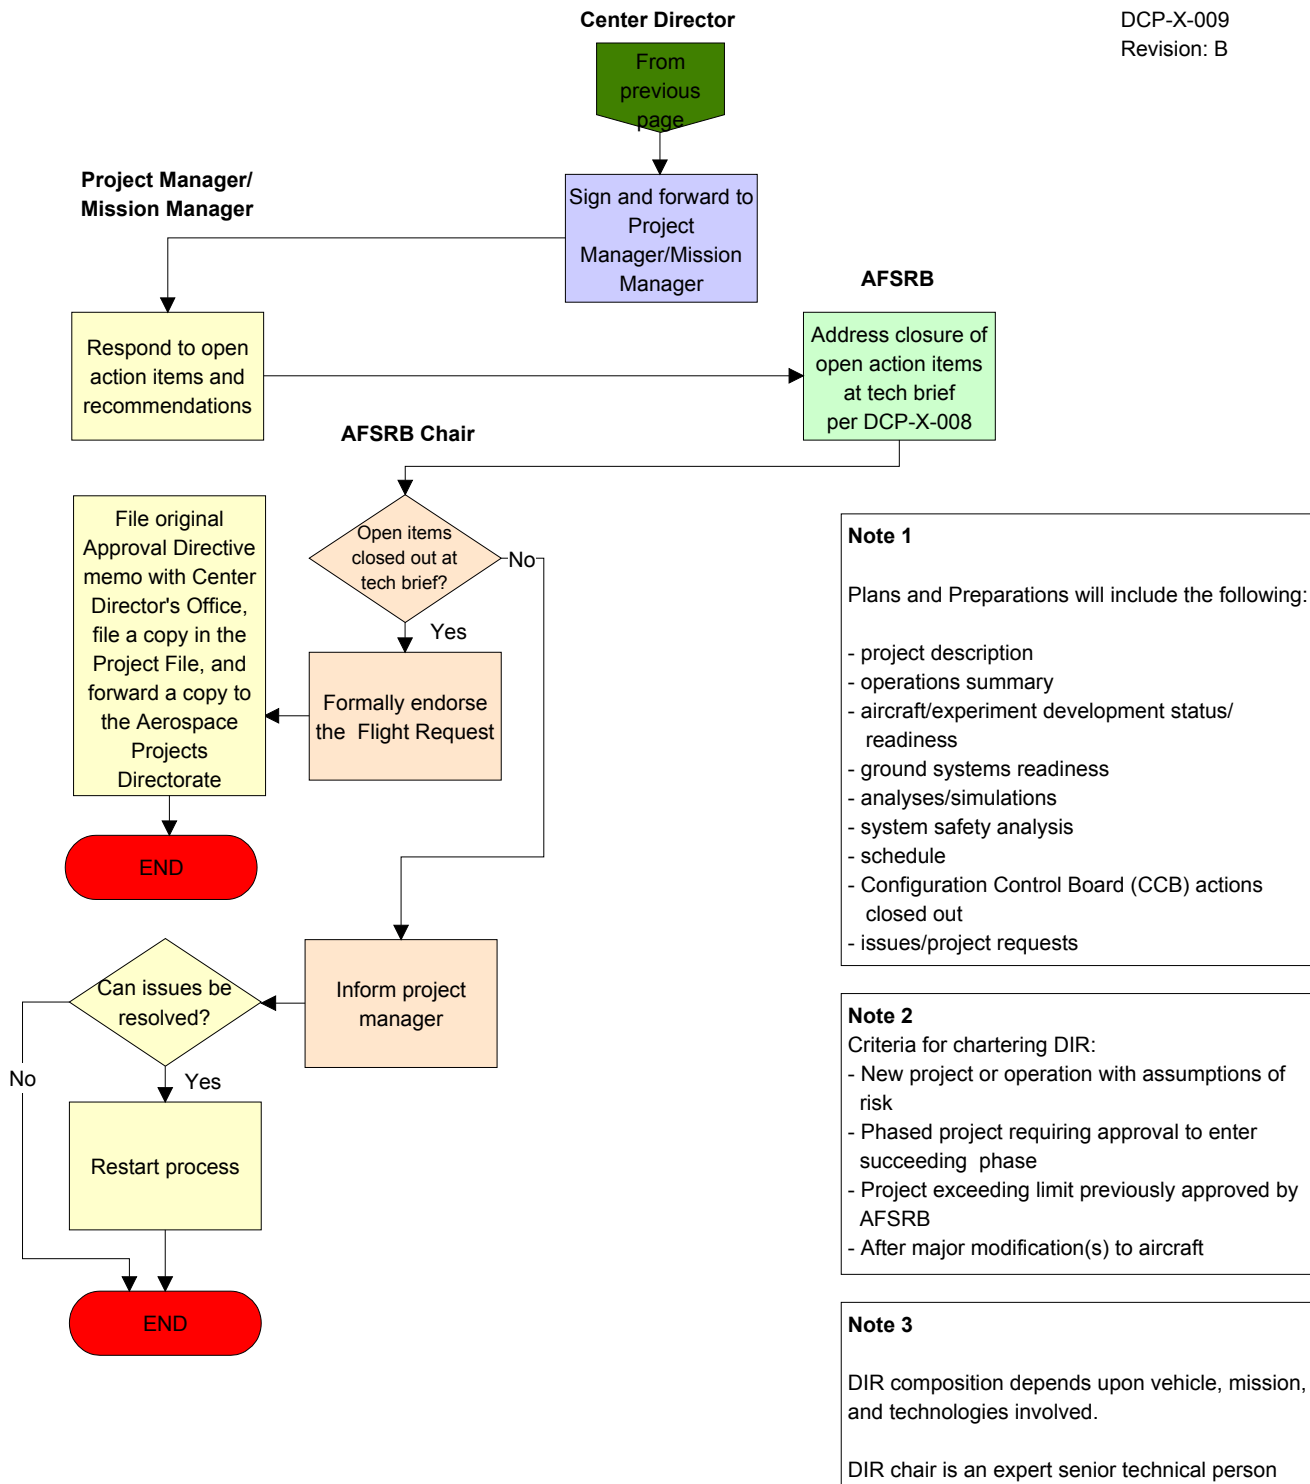 Center Director
DCP-X-009
Revision: B
From
previous
page
Project Manager/
Mission Manager
Sign and forward to
Project
Manager/Mission
Manager
AFSRB
Respond to open
action items and
recommendations
Address closure of
open action items
at tech brief
per DCP-X-008
AFSRB Chair
File original
Approval Directive
memo with Center
Director's Office,
file a copy in the
Project File, and
forward a copy to
the Aerospace
Projects
Directorate
Open items
closed out at
tech brief?
No
Yes
Formally endorse
the Flight Request
END
Can issues be
resolved?
Inform project
manager
No
Yes
Restart process
END
Note 1
Plans and Preparations will include the following:
- project description
- operations summary
- aircraft/experiment development status/
readiness
- ground systems readiness
- analyses/simulations
- system safety analysis
- schedule
- Configuration Control Board (CCB) actions
closed out
- issues/project requests
Note 2
Criteria for chartering DIR:
- New project or operation with assumptions of
risk
- Phased project requiring approval to enter
succeeding phase
- Project exceeding limit previously approved by
AFSRB
- After major modification(s) to aircraft
Note 3
DIR composition depends upon vehicle, mission,
and technologies involved.
DIR chair is an expert senior technical person